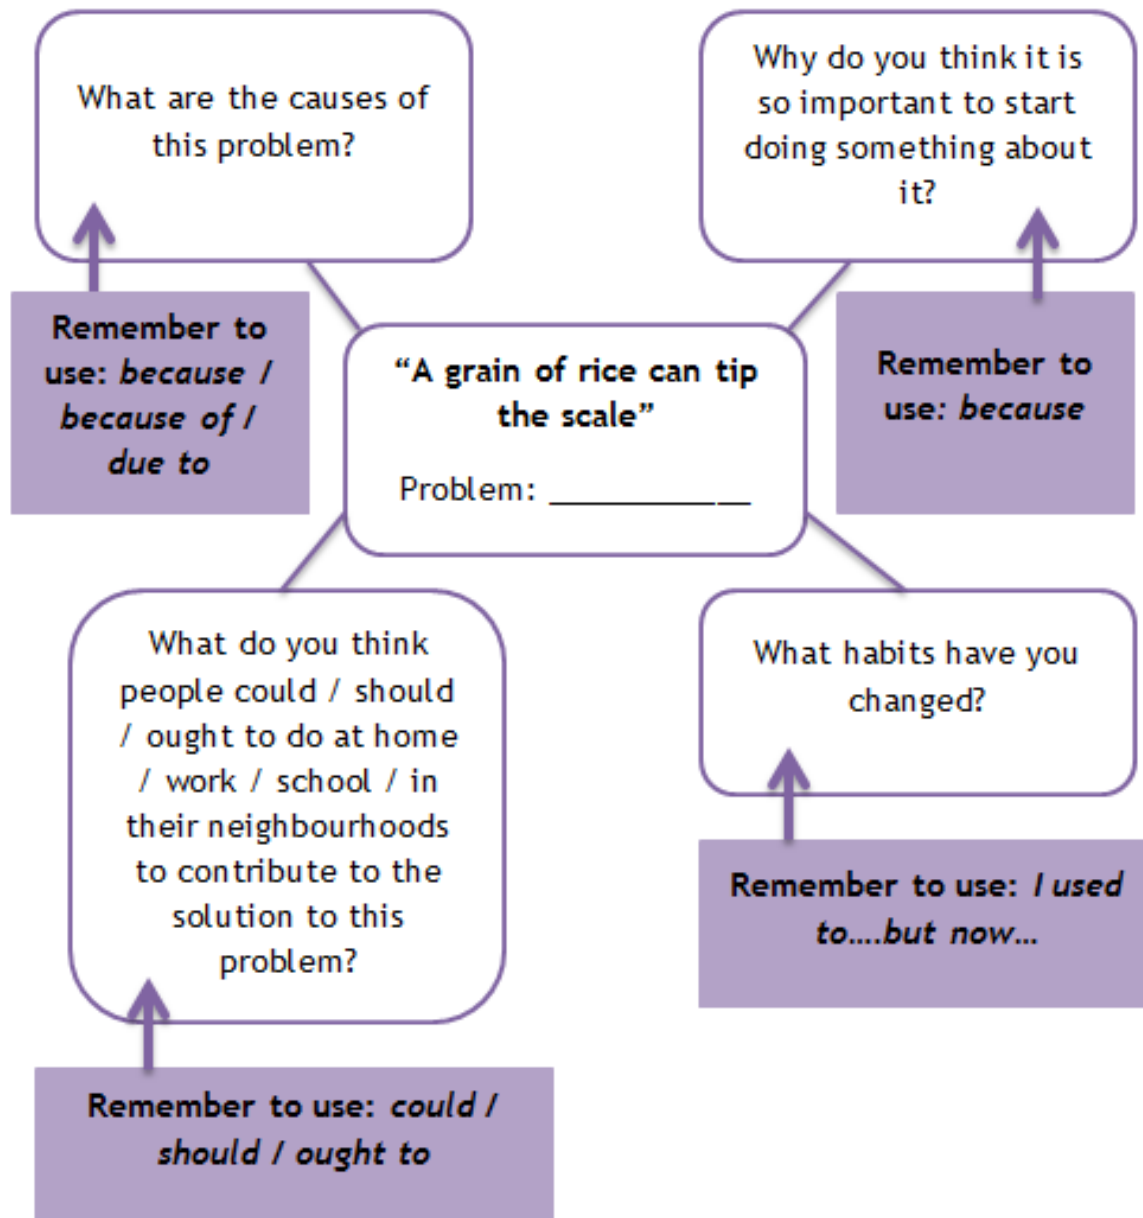 What are the causes of
this problem?
Why do you think it is
so important to start
doing something about
it?
Remember to
use: because /
because of /
due to
“A grain of rice can tip
the scale”
Problem: ____________
Remember to
use: because
What do you think
people could / should
/ ought to do at home
/ work / school / in
their neighbourhoods
to contribute to the
solution to this
problem?
What habits have you
changed?
Remember to use: I used
to….but now…
Remember to use: could /
should / ought to